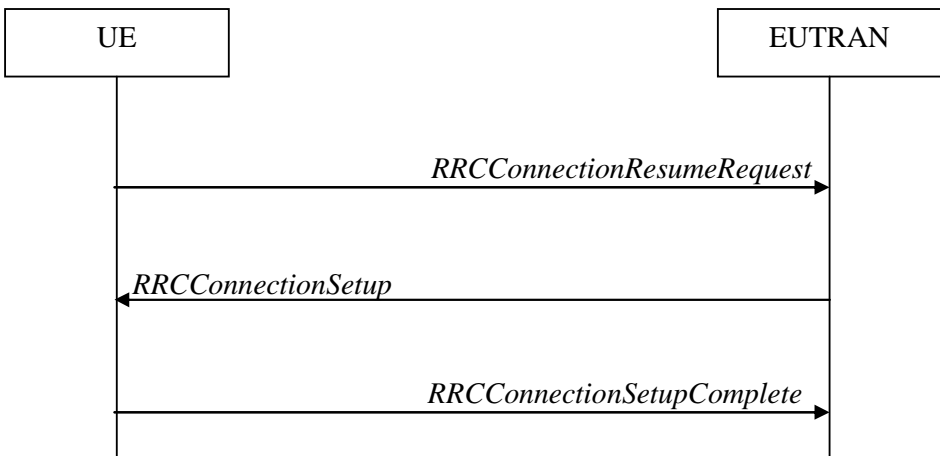 UE
EUTRAN
RRCConnectionResumeRequest
RRCConnectionSetup
RRCConnectionSetupComplete